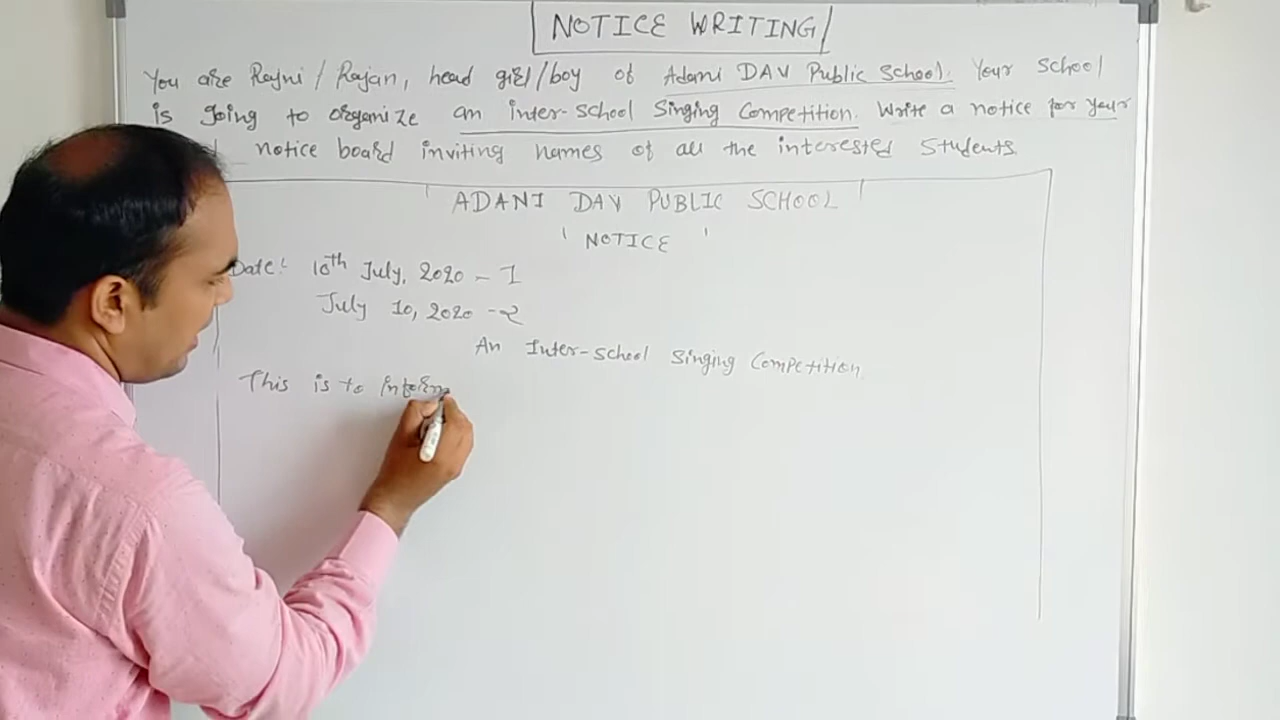 NOTICE WRITING
You are Rajni / Rajan, head girl/boy of Adani DAV Public School. Your school
is going to organize an inter-school Singing Competition. Write a notice for your
notice board inviting names of all the interested students.
ADANI DAV PUBLIC SCHOOL
' NOTICE '
Date: 10th July, 2020 - 1
July 10, 2020 - 2
An Inter-school Singing Competition.
This is to inform